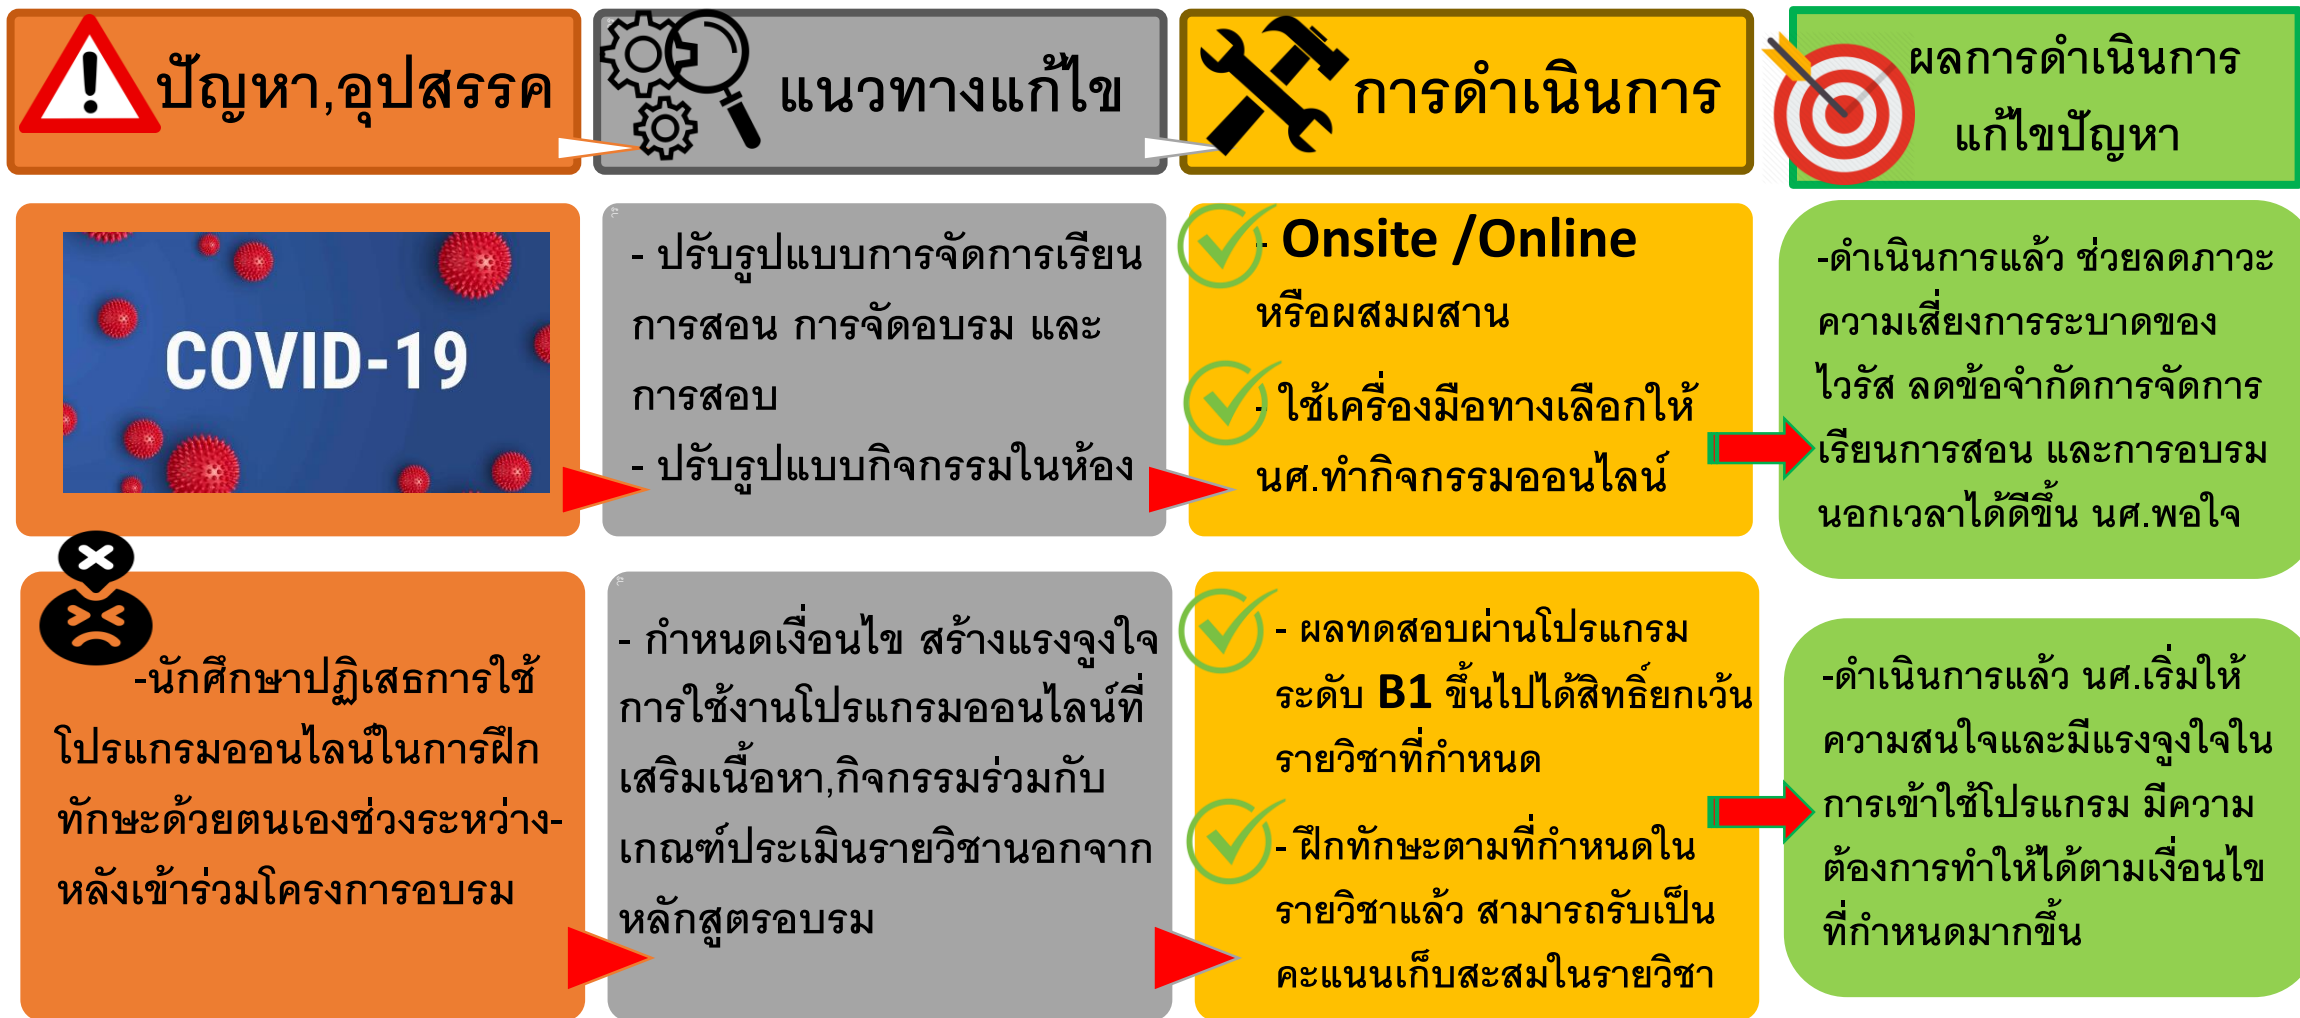 ปัญหา,อุปสรรค
แนวทางแก้ไข
การดำเนินการ
ผลการดำเนินการ
แก้ไขปัญหา
COVID-19
- ปรับรูปแบบการจัดการเรียน
การสอน การจัดอบรม และ
การสอบ
- ปรับรูปแบบกิจกรรมในห้อง
- Onsite /Online
หรือผสมผสาน
- ใช้เครื่องมือทางเลือกให้
นศ.ทำกิจกรรมออนไลน์
-ดำเนินการแล้ว ช่วยลดภาวะ
ความเสี่ยงการระบาดของ
ไวรัส ลดข้อจำกัดการจัดการ
เรียนการสอน และการอบรม
นอกเวลาได้ดีขึ้น นศ.พอใจ
-นักศึกษาปฏิเสธการใช้
โปรแกรมออนไลน์ในการฝึก
ทักษะด้วยตนเองช่วงระหว่าง-
หลังเข้าร่วมโครงการอบรม
- กำหนดเงื่อนไข สร้างแรงจูงใจ
การใช้งานโปรแกรมออนไลน์ที่
เสริมเนื้อหา,กิจกรรมร่วมกับ
เกณฑ์ประเมินรายวิชานอกจาก
หลักสูตรอบรม
- ผลทดสอบผ่านโปรแกรม
ระดับ B1 ขึ้นไปได้สิทธิ์ยกเว้น
รายวิชาที่กำหนด
- ฝึกทักษะตามที่กำหนดใน
รายวิชาแล้ว สามารถรับเป็น
คะแนนเก็บสะสมในรายวิชา
-ดำเนินการแล้ว นศ.เริ่มให้
ความสนใจและมีแรงจูงใจใน
การเข้าใช้โปรแกรม มีความ
ต้องการทำให้ได้ตามเงื่อนไข
ที่กำหนดมากขึ้น